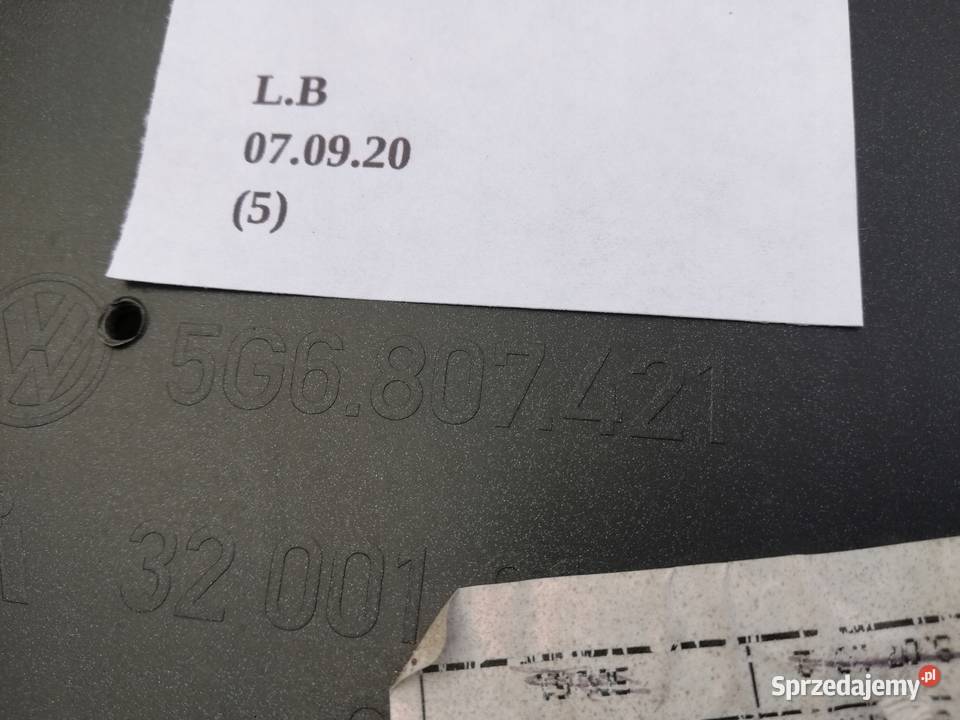 L.B
07.09.20
(5)
5G6.807.421
32 001
Sprzedajemy.pl